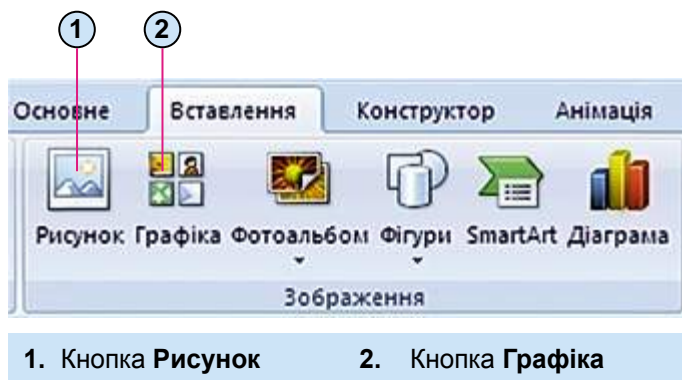 1 2
Основне Вставлення Конструктор Анімація
Рисунок Графіка Фотоальбом Фігури SmartArt Діаграма
Зображення
1. Кнопка Рисунок 2. Кнопка Графіка